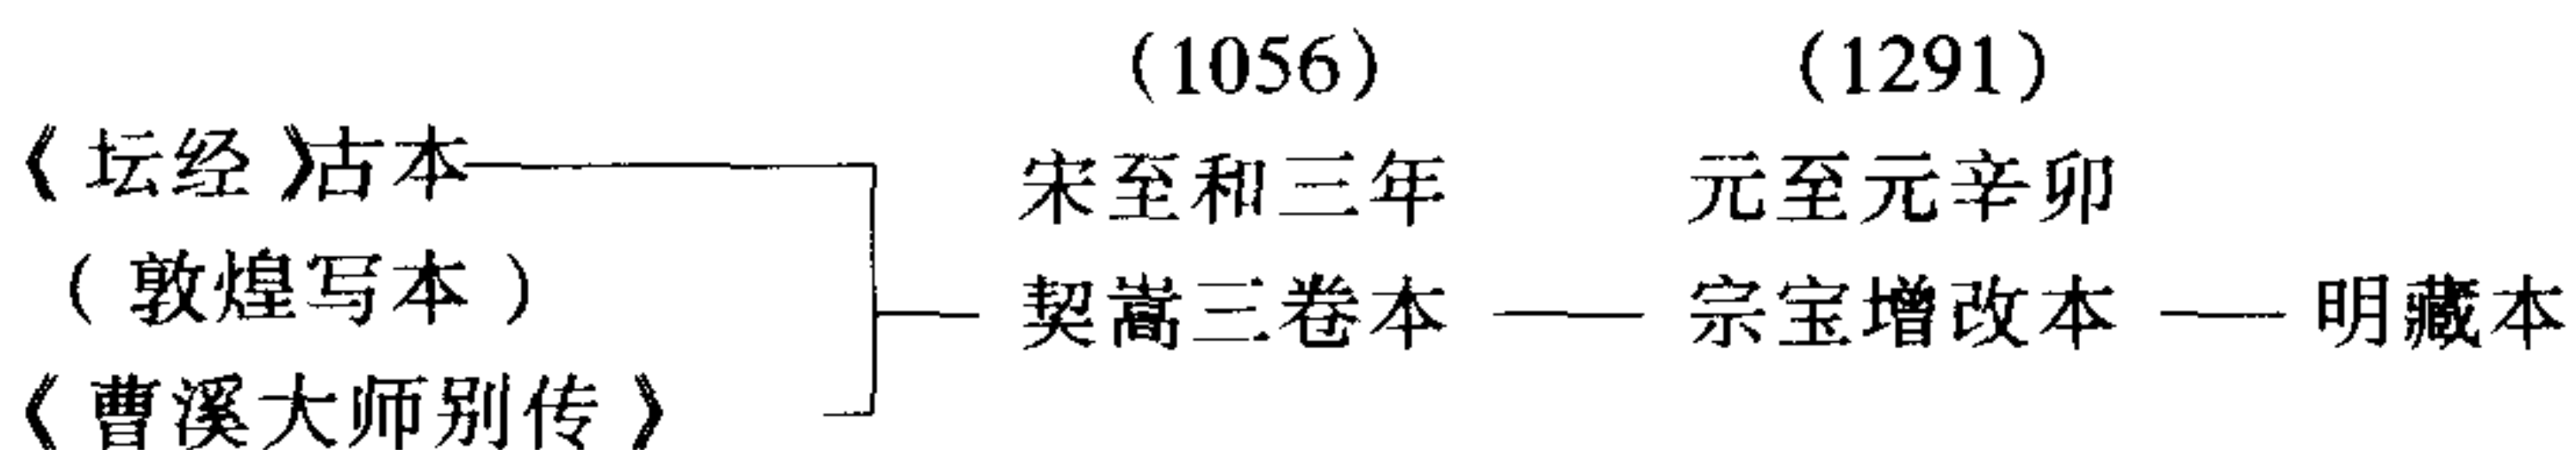 (1056) (1291)
《坛经》古本 宋至和三年 元至元辛卯
(敦煌写本)
契嵩三卷本 — 宗宝增改本 — 明藏本
《曹溪大师别传》